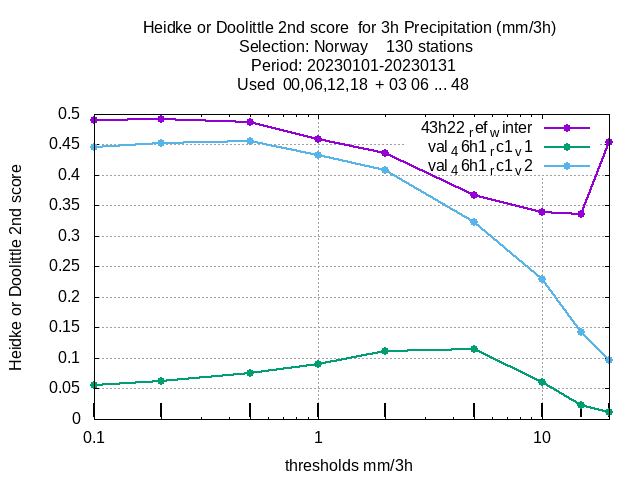 Heidke or Doolittle 2nd score  for 3h Precipitation (mm/3h)
Selection: Norway    130 stations
Period: 20230101-20230131
Used  00,06,12,18  + 03 06 ... 48
0.5
0.45
0.4
0.35
0.3
0.25
0.2
0.15
0.1
0.05
0
Heidke or Doolittle 2nd score
43h22_ref_winter
val_46h1_rc1_v1
val_46h1_rc1_v2
0.1 1 10
thresholds mm/3h